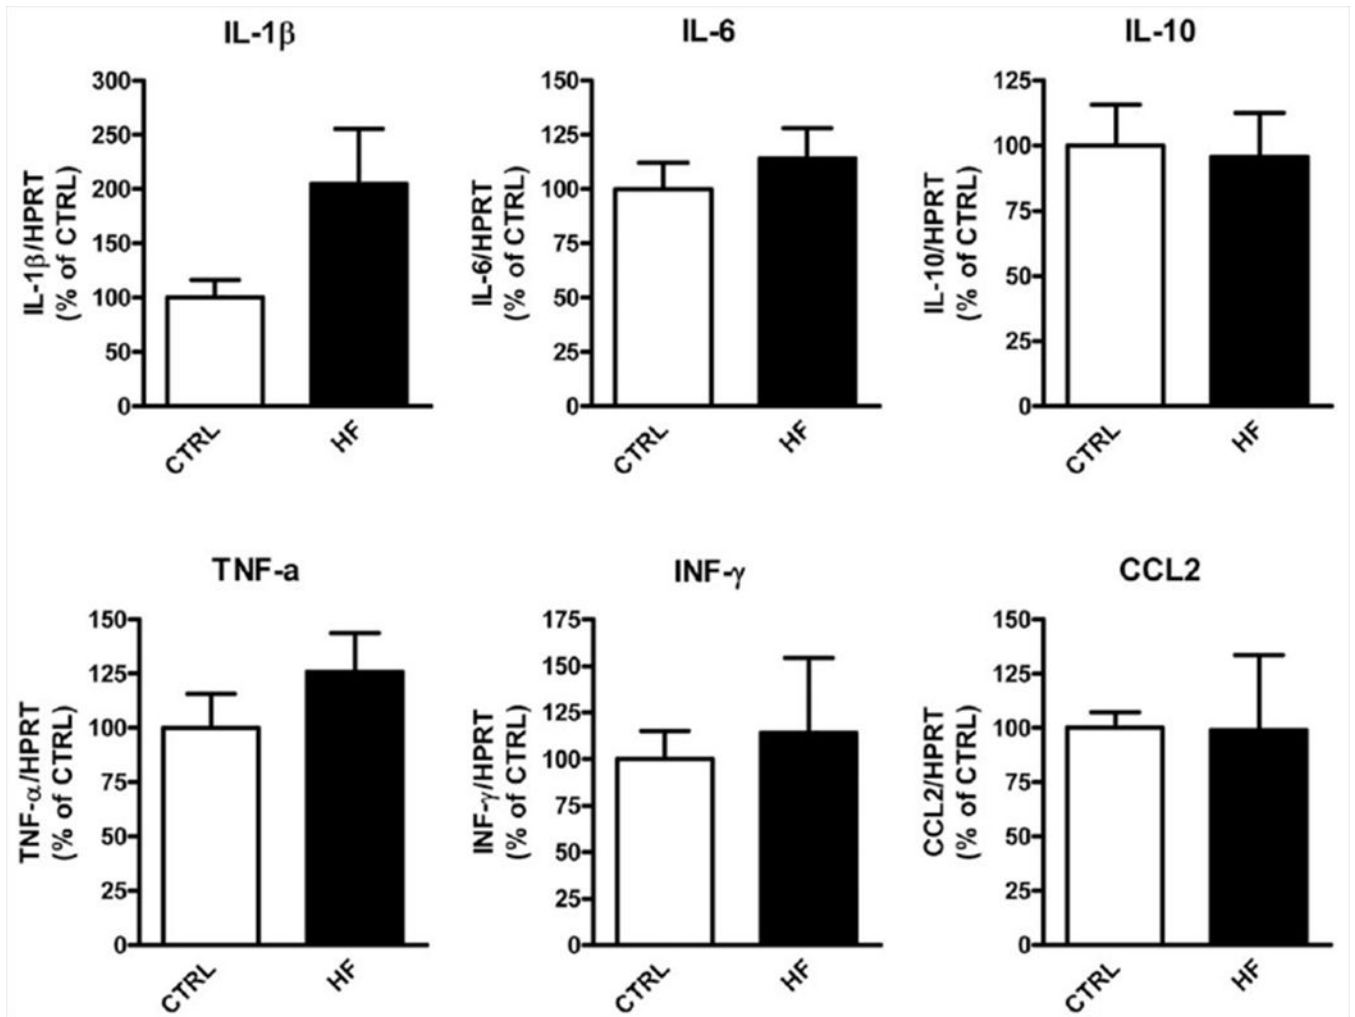 IL-1β
IL-1β/HPRT
(% of CTRL)
300
250
200
150
100
50
0
CTRL
HF
IL-6
IL-6/HPRT
(% of CTRL)
150
125
100
75
50
25
0
CTRL
HF
IL-10
IL-10/HPRT
(% of CTRL)
125
100
75
50
25
0
CTRL
HF
TNF-a
TNF-α/HPRT
(% of CTRL)
150
125
100
75
50
25
0
CTRL
HF
INF-γ
INF-γ/HPRT
(% of CTRL)
175
150
125
100
75
50
25
0
CTRL
HF
CCL2
CCL2/HPRT
(% of CTRL)
150
125
100
75
50
25
0
CTRL
HF